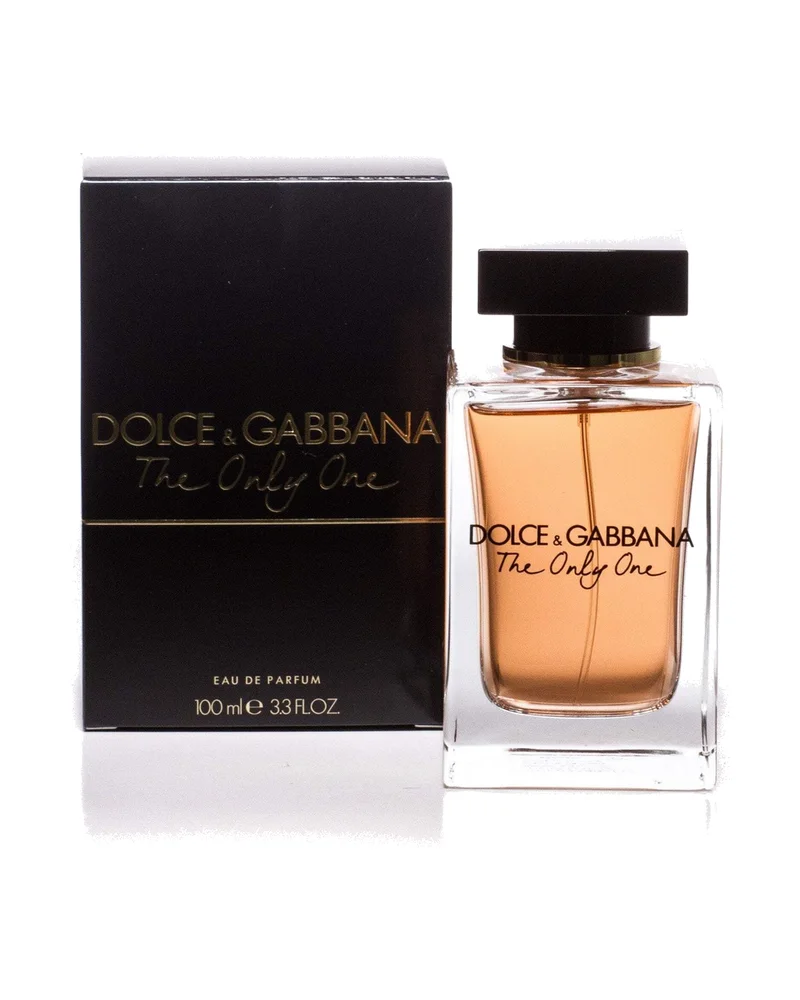 DOLCE & GABBANA
The Only One
EAU DE PARFUM
100 ml e 3.3 FL.OZ.
DOLCE & GABBANA
The Only One